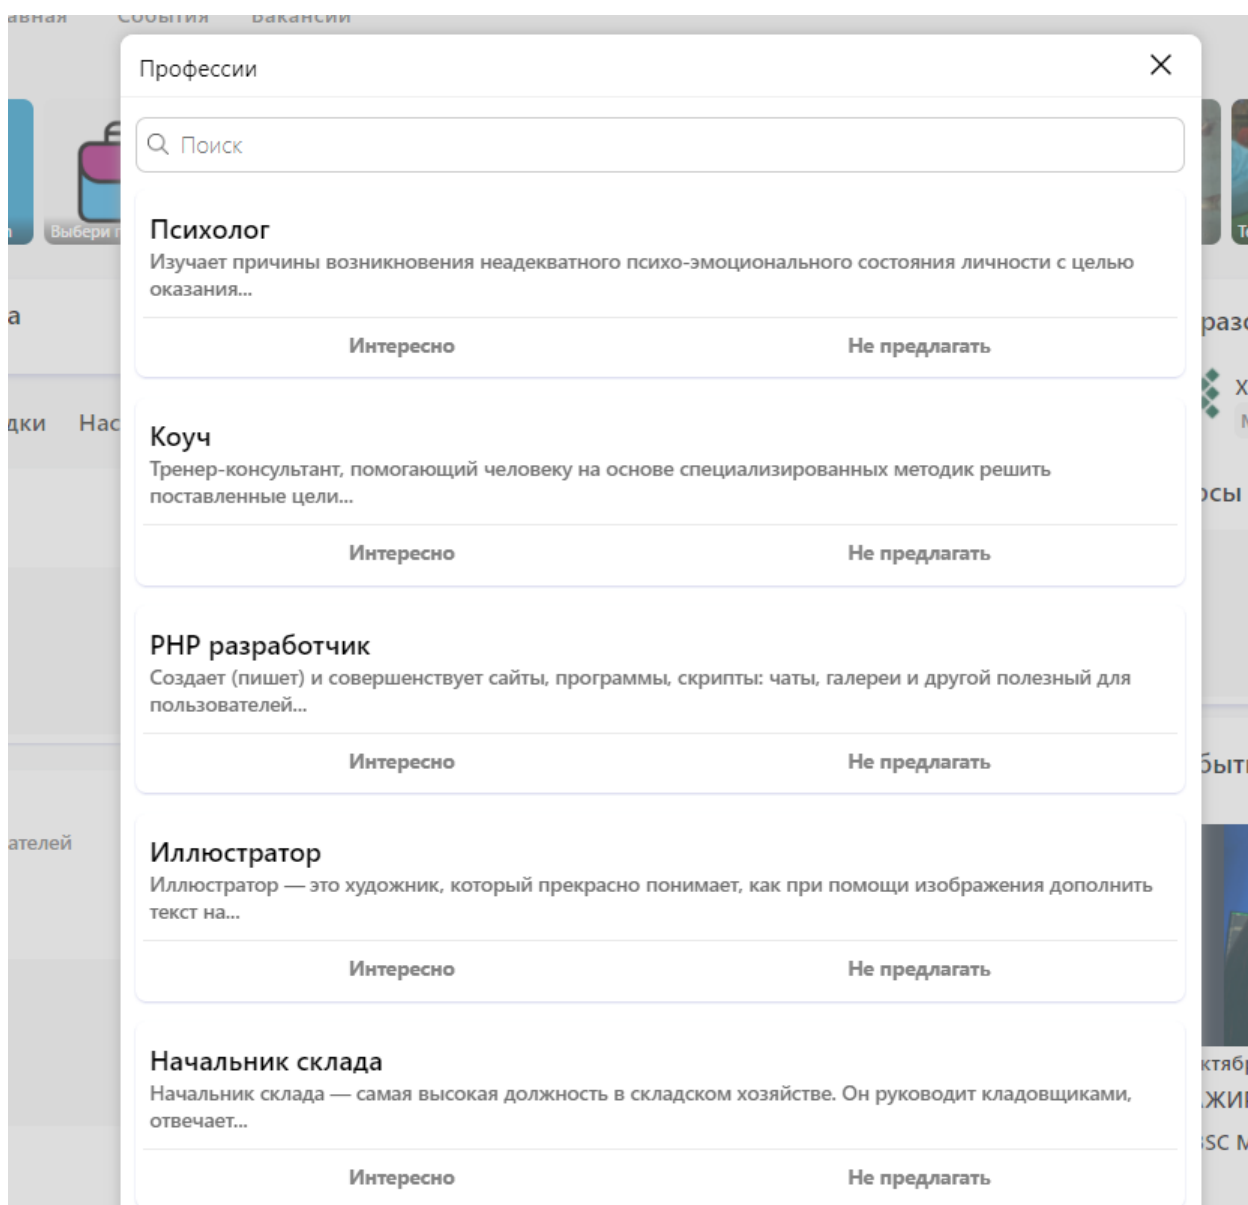 События Вакансии
Профессии
Поиск
Выбери
Психолог
Изучает причины возникновения неадекватного психо-эмоционального состояния личности с целью
оказания...
Интересно Не предлагать
Коуч
Тренер-консультант, помогающий человеку на основе специализированных методик решить
поставленные цели...
Интересно Не предлагать
PHP разработчик
Создает (пишет) и совершенствует сайты, программы, скрипты: чаты, галереи и другой полезный для
пользователей...
Интересно Не предлагать
ателей
Иллюстратор
Иллюстратор — это художник, который прекрасно понимает, как при помощи изображения дополнить
текст на...
Интересно Не предлагать
Начальник склада
Начальник склада — самая высокая должность в складском хозяйстве. Он руководит кладовщиками,
отвечает...
Интересно Не предлагать